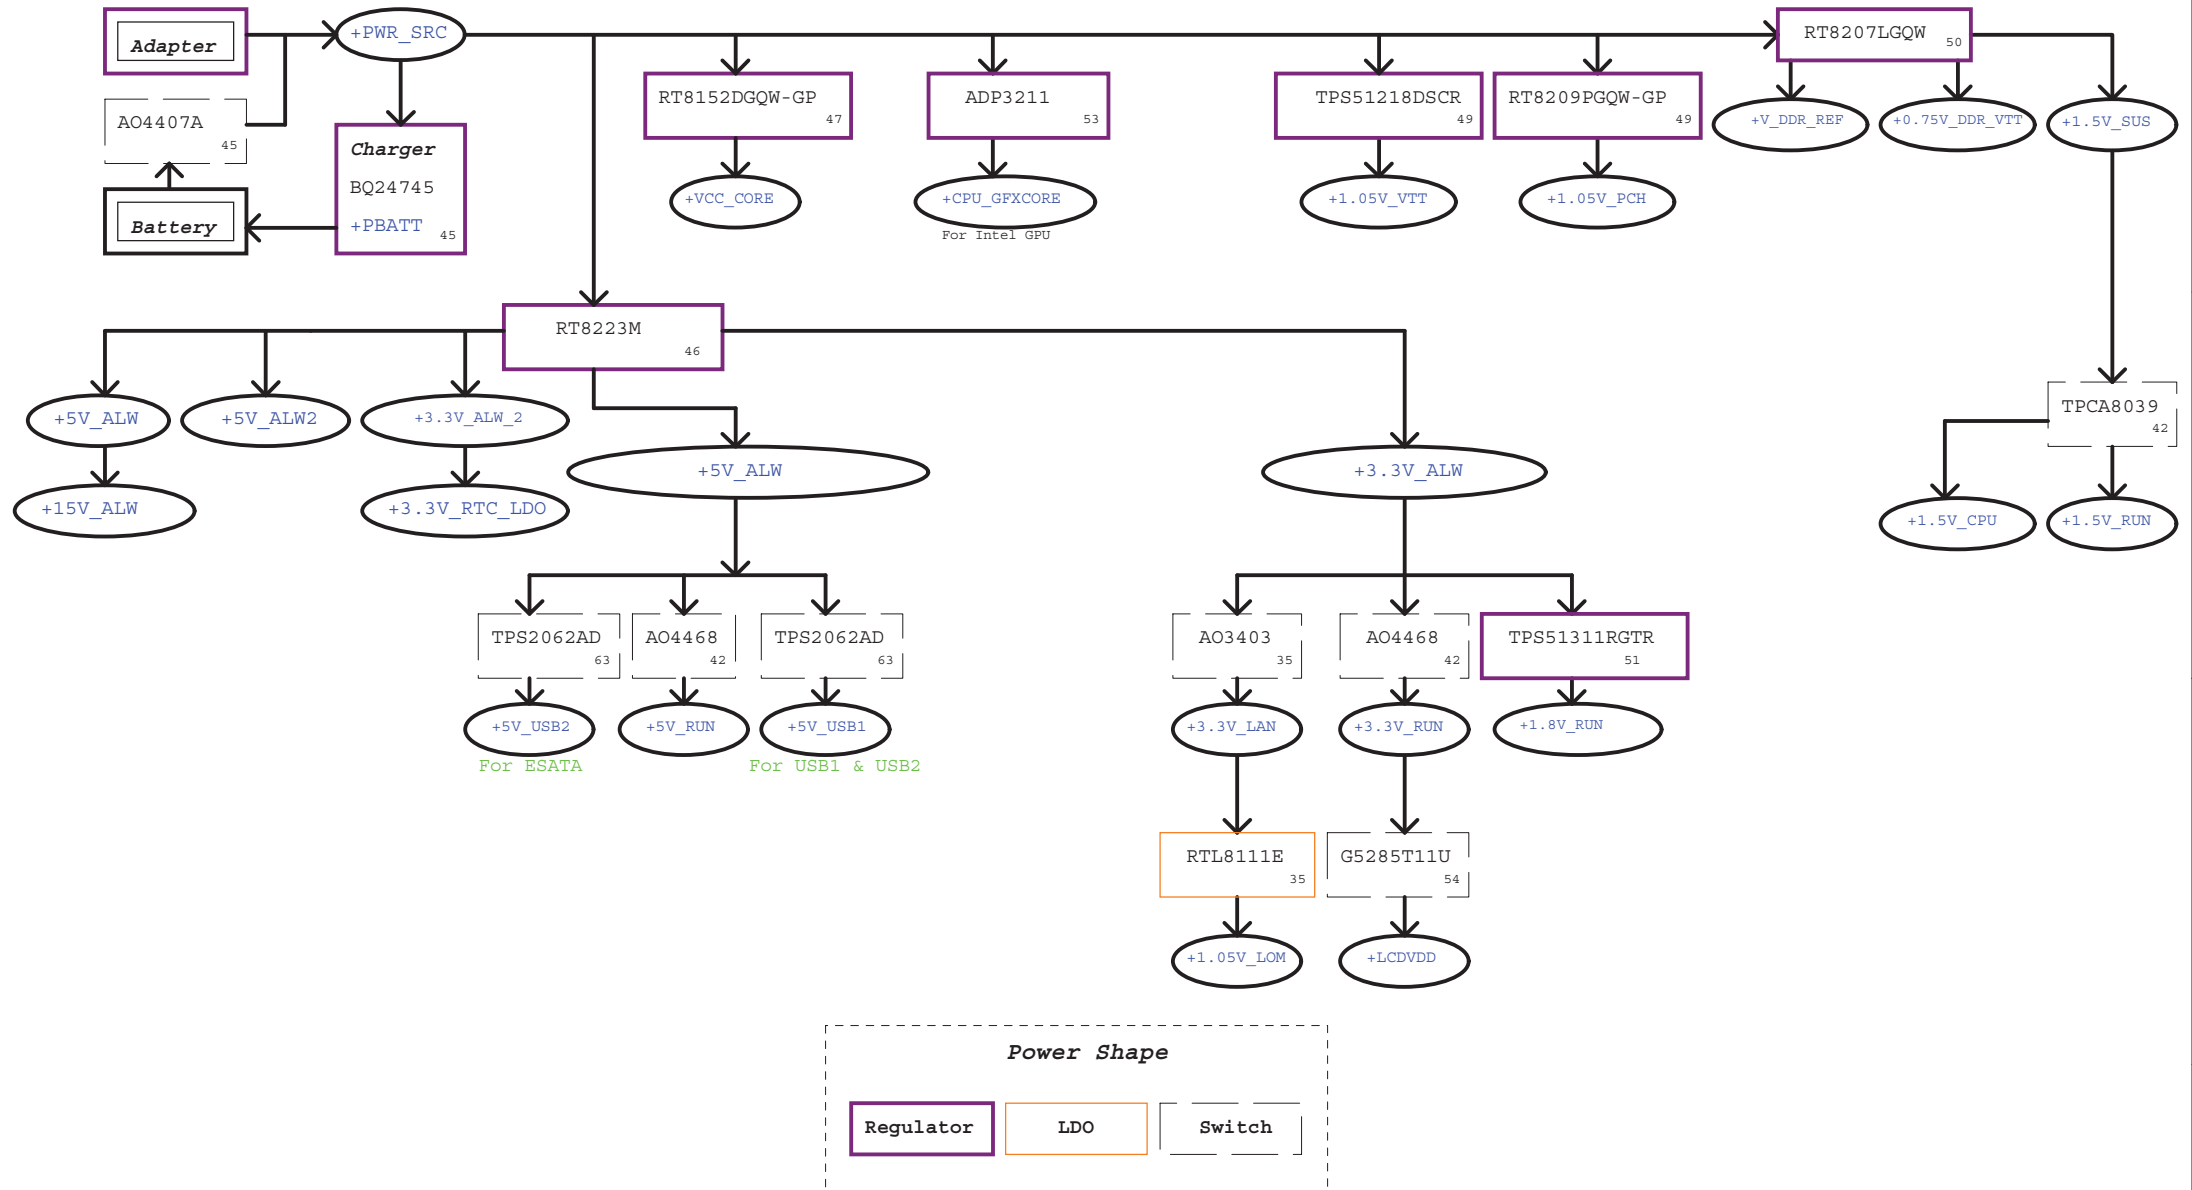 Adapter
+PWR_SRC
RT8207LGQW
50
AO4407A
45
Charger
BQ24745
+PBATT
45
Battery
RT8152DGQW-GP
47
ADP3211
53
TPS51218DSCR
49
RT8209PGQW-GP
49
+V_DDR_REF
+0.75V_DDR_VTT
+1.5V_SUS
+VCC_CORE
+CPU_GFXCORE
For Intel GPU
+1.05V_VTT
+1.05V_PCH
RT8223M
46
+5V_ALW
+5V_ALW2
+3.3V_ALW_2
TPCA8039
42
+5V_ALW
+3.3V_ALW
+15V_ALW
+3.3V_RTC_LDO
+1.5V_CPU
+1.5V_RUN
TPS2062AD
63
AO4468
42
TPS2062AD
63
AO3403
35
AO4468
42
TPS51311RGTR
51
+5V_USB2
+5V_RUN
+5V_USB1
+3.3V_LAN
+3.3V_RUN
+1.8V_RUN
For ESATA
For USB1 & USB2
RTL8111E
35
G5285T11U
54
+1.05V_LOM
+LCDVDD
Power Shape
Regulator
LDO
Switch